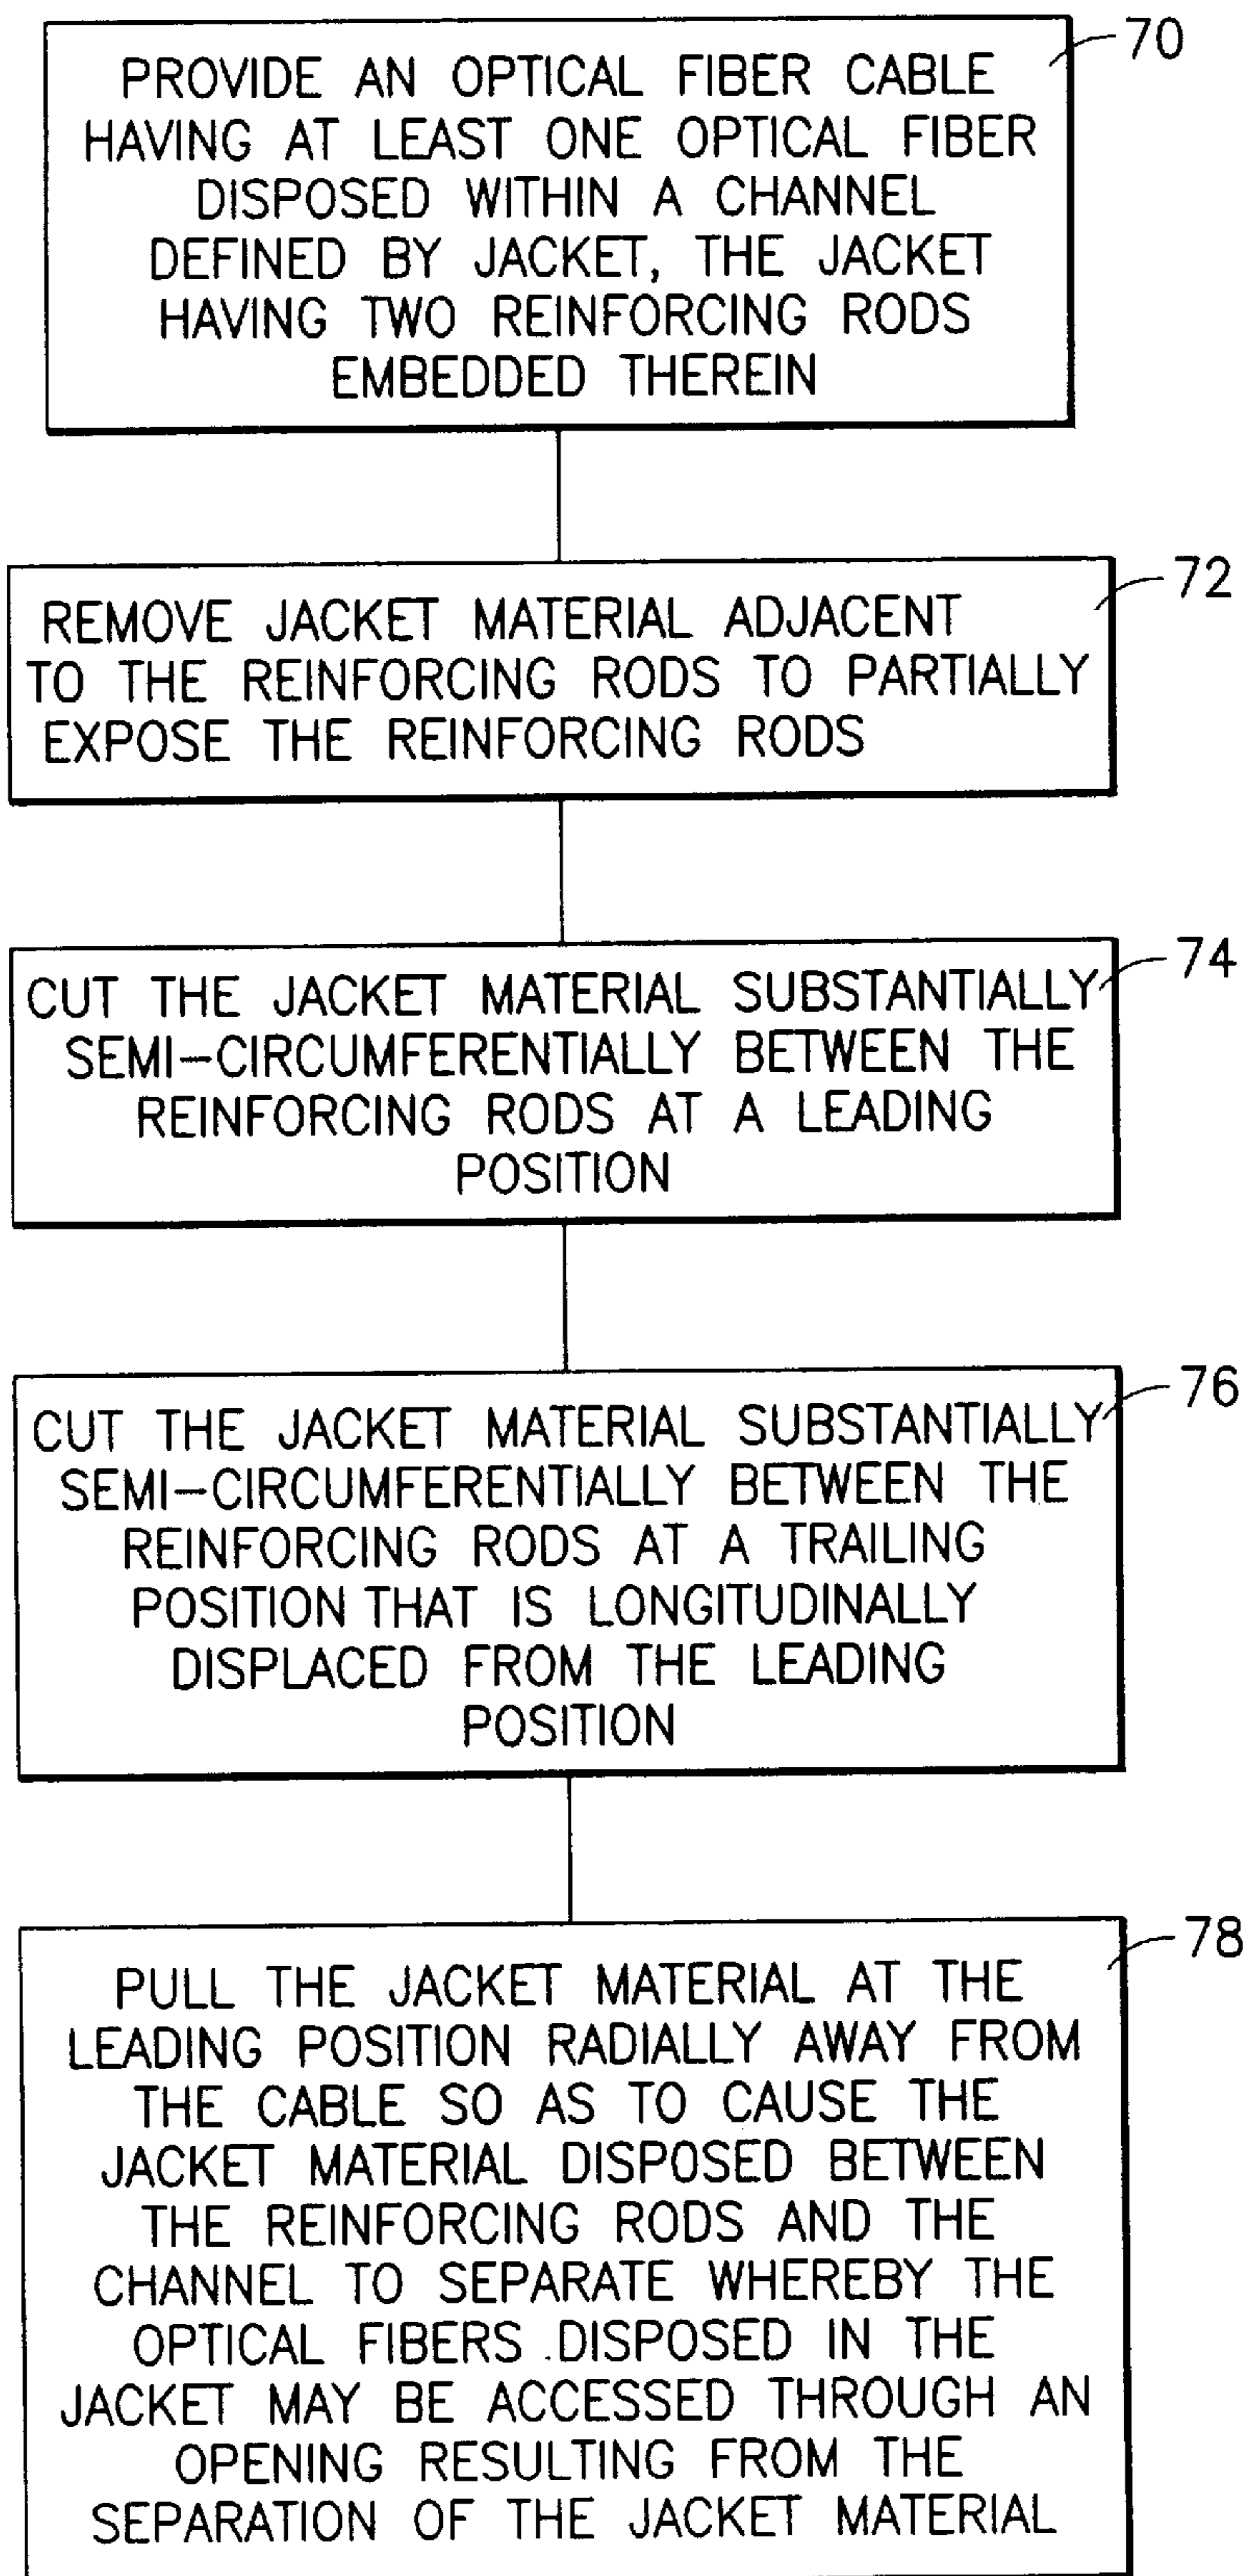 70
PROVIDE AN OPTICAL FIBER CABLE
HAVING AT LEAST ONE OPTICAL FIBER
DISPOSED WITHIN A CHANNEL
DEFINED BY JACKET, THE JACKET
HAVING TWO REINFORCING RODS
EMBEDDED THEREIN
72
REMOVE JACKET MATERIAL ADJACENT
TO THE REINFORCING RODS TO PARTIALLY
EXPOSE THE REINFORCING RODS
74
CUT THE JACKET MATERIAL SUBSTANTIALLY
SEMI-CIRCUMFERENTIALLY BETWEEN THE
REINFORCING RODS AT A LEADING
POSITION
76
CUT THE JACKET MATERIAL SUBSTANTIALLY
SEMI-CIRCUMFERENTIALLY BETWEEN THE
REINFORCING RODS AT A TRAILING
POSITION THAT IS LONGITUDINALLY
DISPLACED FROM THE LEADING
POSITION
78
PULL THE JACKET MATERIAL AT THE
LEADING POSITION RADIALLY AWAY FROM
THE CABLE SO AS TO CAUSE THE
JACKET MATERIAL DISPOSED BETWEEN
THE REINFORCING RODS AND THE
CHANNEL TO SEPARATE WHEREBY THE
OPTICAL FIBERS DISPOSED IN THE
JACKET MAY BE ACCESSED THROUGH AN
OPENING RESULTING FROM THE
SEPARATION OF THE JACKET MATERIAL